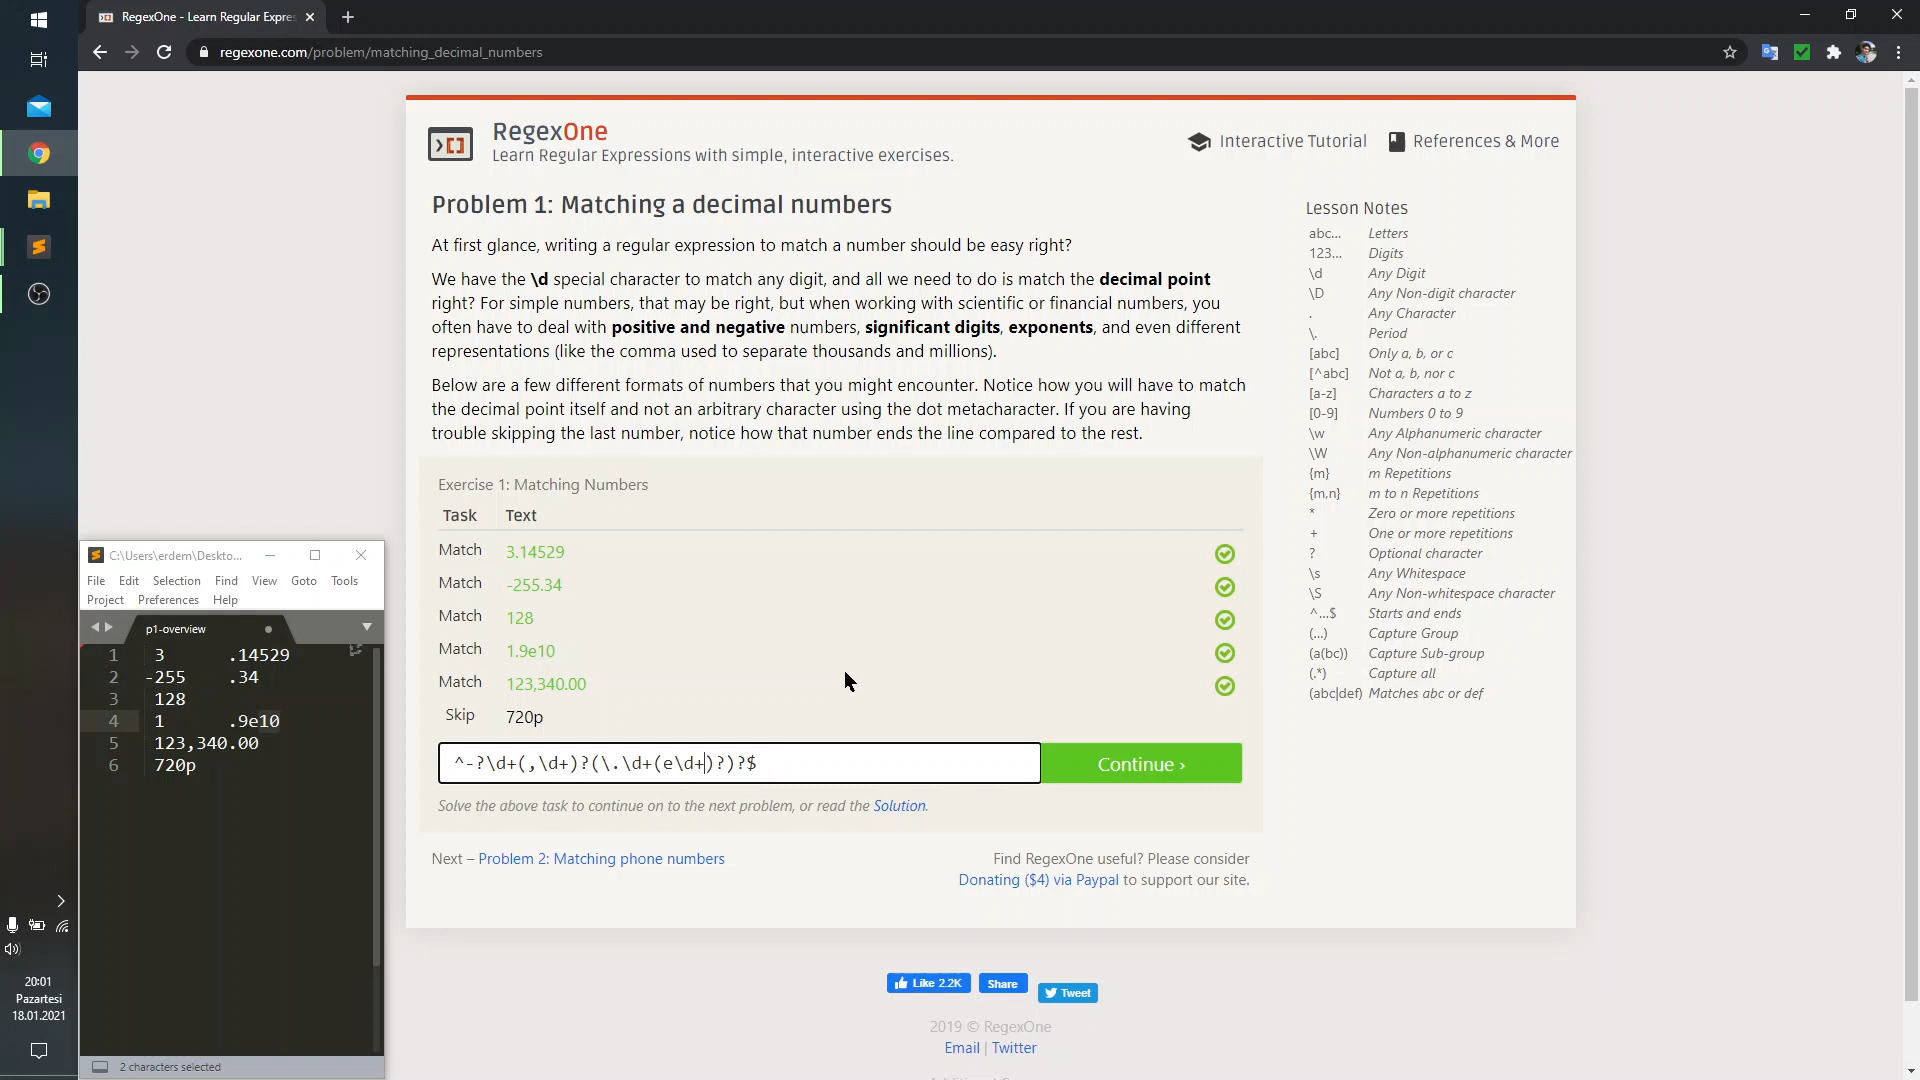 RegexOne - Learn Regular Expres
regexone.com/problem/matching_decimal_numbers
RegexOne
Learn Regular Expressions with simple, interactive exercises.
Interactive Tutorial
References & More
Problem 1: Matching a decimal numbers
At first glance, writing a regular expression to match a number should be easy right?
We have the \d special character to match any digit, and all we need to do is match the decimal point
right? For simple numbers, that may be right, but when working with scientific or financial numbers, you
often have to deal with positive and negative numbers, significant digits, exponents, and even different
representations (like the comma used to separate thousands and millions).
Below are a few different formats of numbers that you might encounter. Notice how you will have to match
the decimal point itself and not an arbitrary character using the dot metacharacter. If you are having
trouble skipping the last number, notice how that number ends the line compared to the rest.
Exercise 1: Matching Numbers
Task Text
Match 3.14529
Match -255.34
Match 128
Match 1.9e10
Match 123,340.00
Skip 720p
^-?\d+(,\d+)?(\.\d+(e\d+)?)?$
Continue ›
Solve the above task to continue on to the next problem, or read the Solution.
Next – Problem 2: Matching phone numbers
Find RegexOne useful? Please consider
Donating ($4) via Paypal to support our site.
Lesson Notes
abc... Letters
123... Digits
\d Any Digit
\D Any Non-digit character
. Any Character
\. Period
[abc] Only a, b, or c
[^abc] Not a, b, nor c
[a-z] Characters a to z
[0-9] Numbers 0 to 9
\w Any Alphanumeric character
\W Any Non-alphanumeric character
{m} m Repetitions
{m,n} m to n Repetitions
* Zero or more repetitions
+ One or more repetitions
? Optional character
\s Any Whitespace
\S Any Non-whitespace character
^...$ Starts and ends
(...) Capture Group
(a(bc)) Capture Sub-group
(.*) Capture all
(abc|def) Matches abc or def
Like 2.2K
Share
Tweet
2019 © RegexOne
Email | Twitter
C:\Users\erdem\Deskto...
File Edit Selection Find View Goto Tools
Project Preferences Help
p1-overview
1 3 .14529
2 -255 .34
3 128
4 1 .9e10
5 123,340.00
6 720p
2 characters selected
20:01
Pazartesi
18.01.2021